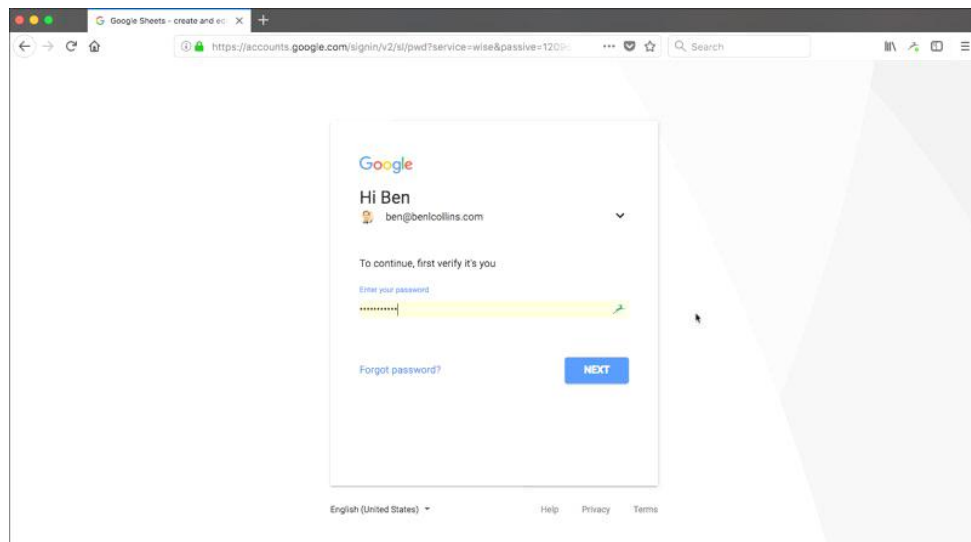 Google Sheets - create and ed
https://accounts.google.com/signin/v2/sl/pwd?service=wise&passive=1209
Search
Google
Hi Ben
ben@benlcollins.com
To continue, first verify it's you
Enter your password
•••••••••••
Forgot password?
NEXT
English (United States)
Help Privacy Terms